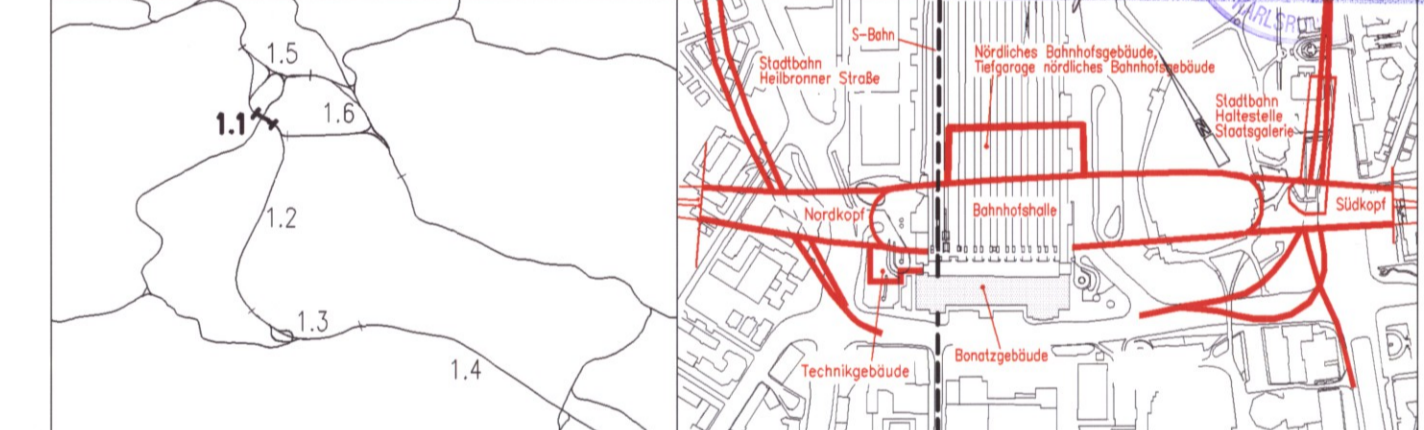 1.5
1.6
1.1
1.2
1.3
1.4
S-Bahn
Nördliches Bahnhofsgebäude,
Tiefgarage nördliches Bahnhofsgebäude
Stadtbahn
Heilbronner Straße
Stadtbahn
Haltestelle
Staatsgalerie
Nordkopf
Bahnhofshalle
Südkopf
Technikgebäude
Bonatzgebäude